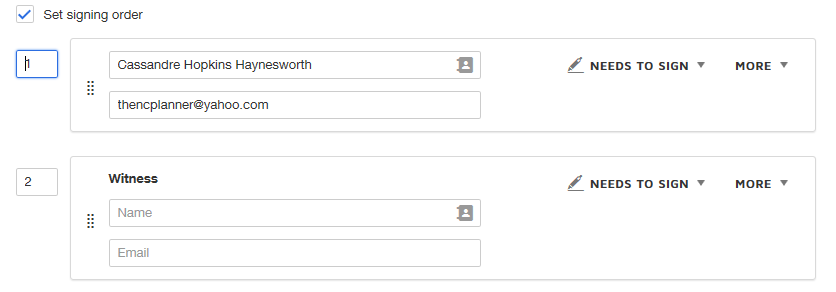 Set signing order
1
Cassandre Hopkins Haynesworth
NEEDS TO SIGN
MORE
thencplanner@yahoo.com
2
Witness
NEEDS TO SIGN
MORE
Name
Email